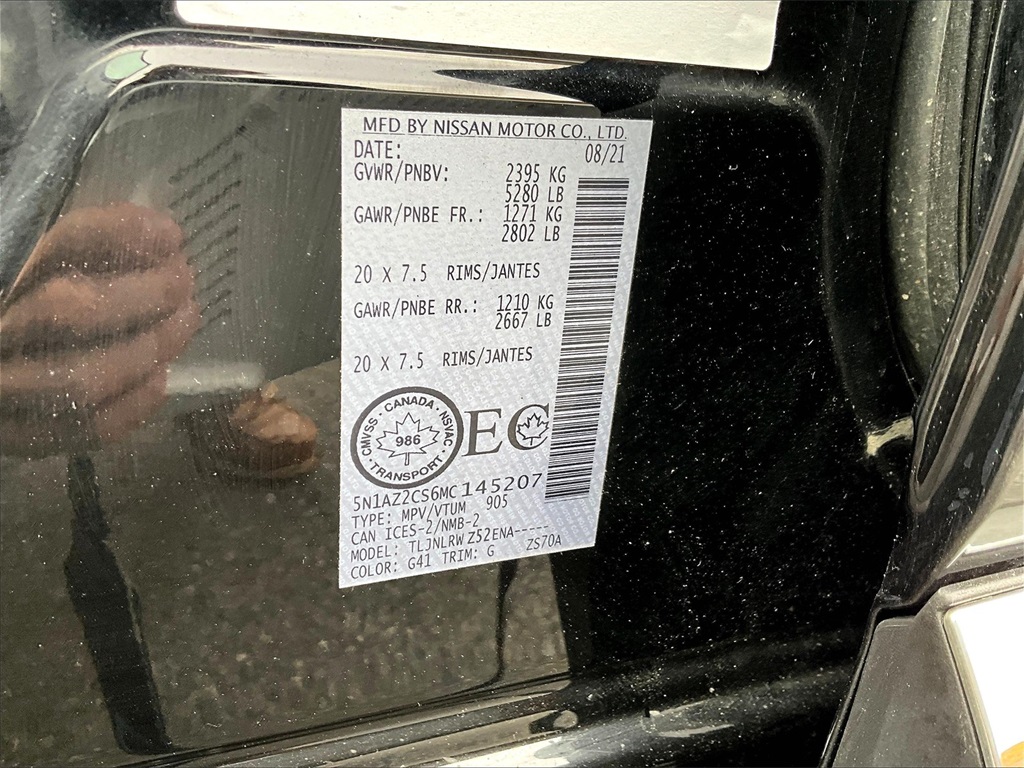 MFD BY NISSAN MOTOR CO., LTD.
DATE: 08/21
GVWR/PNBV: 2395 KG
5280 LB
GAWR/PNBE FR.: 1271 KG
2802 LB
20 X 7.5 RIMS/JANTES
GAWR/PNBE RR.: 1210 KG
2667 LB
20 X 7.5 RIMS/JANTES
CMVSS · CANADA · NSVAC · TRANSPORT ·
986
EC
5N1AZ2CS6MC145207
TYPE: MPV/VTUM 905
CAN ICES-2/NMB-2
MODEL: TLJNLRW Z52ENA-----
COLOR: G41 TRIM: G ZS70A